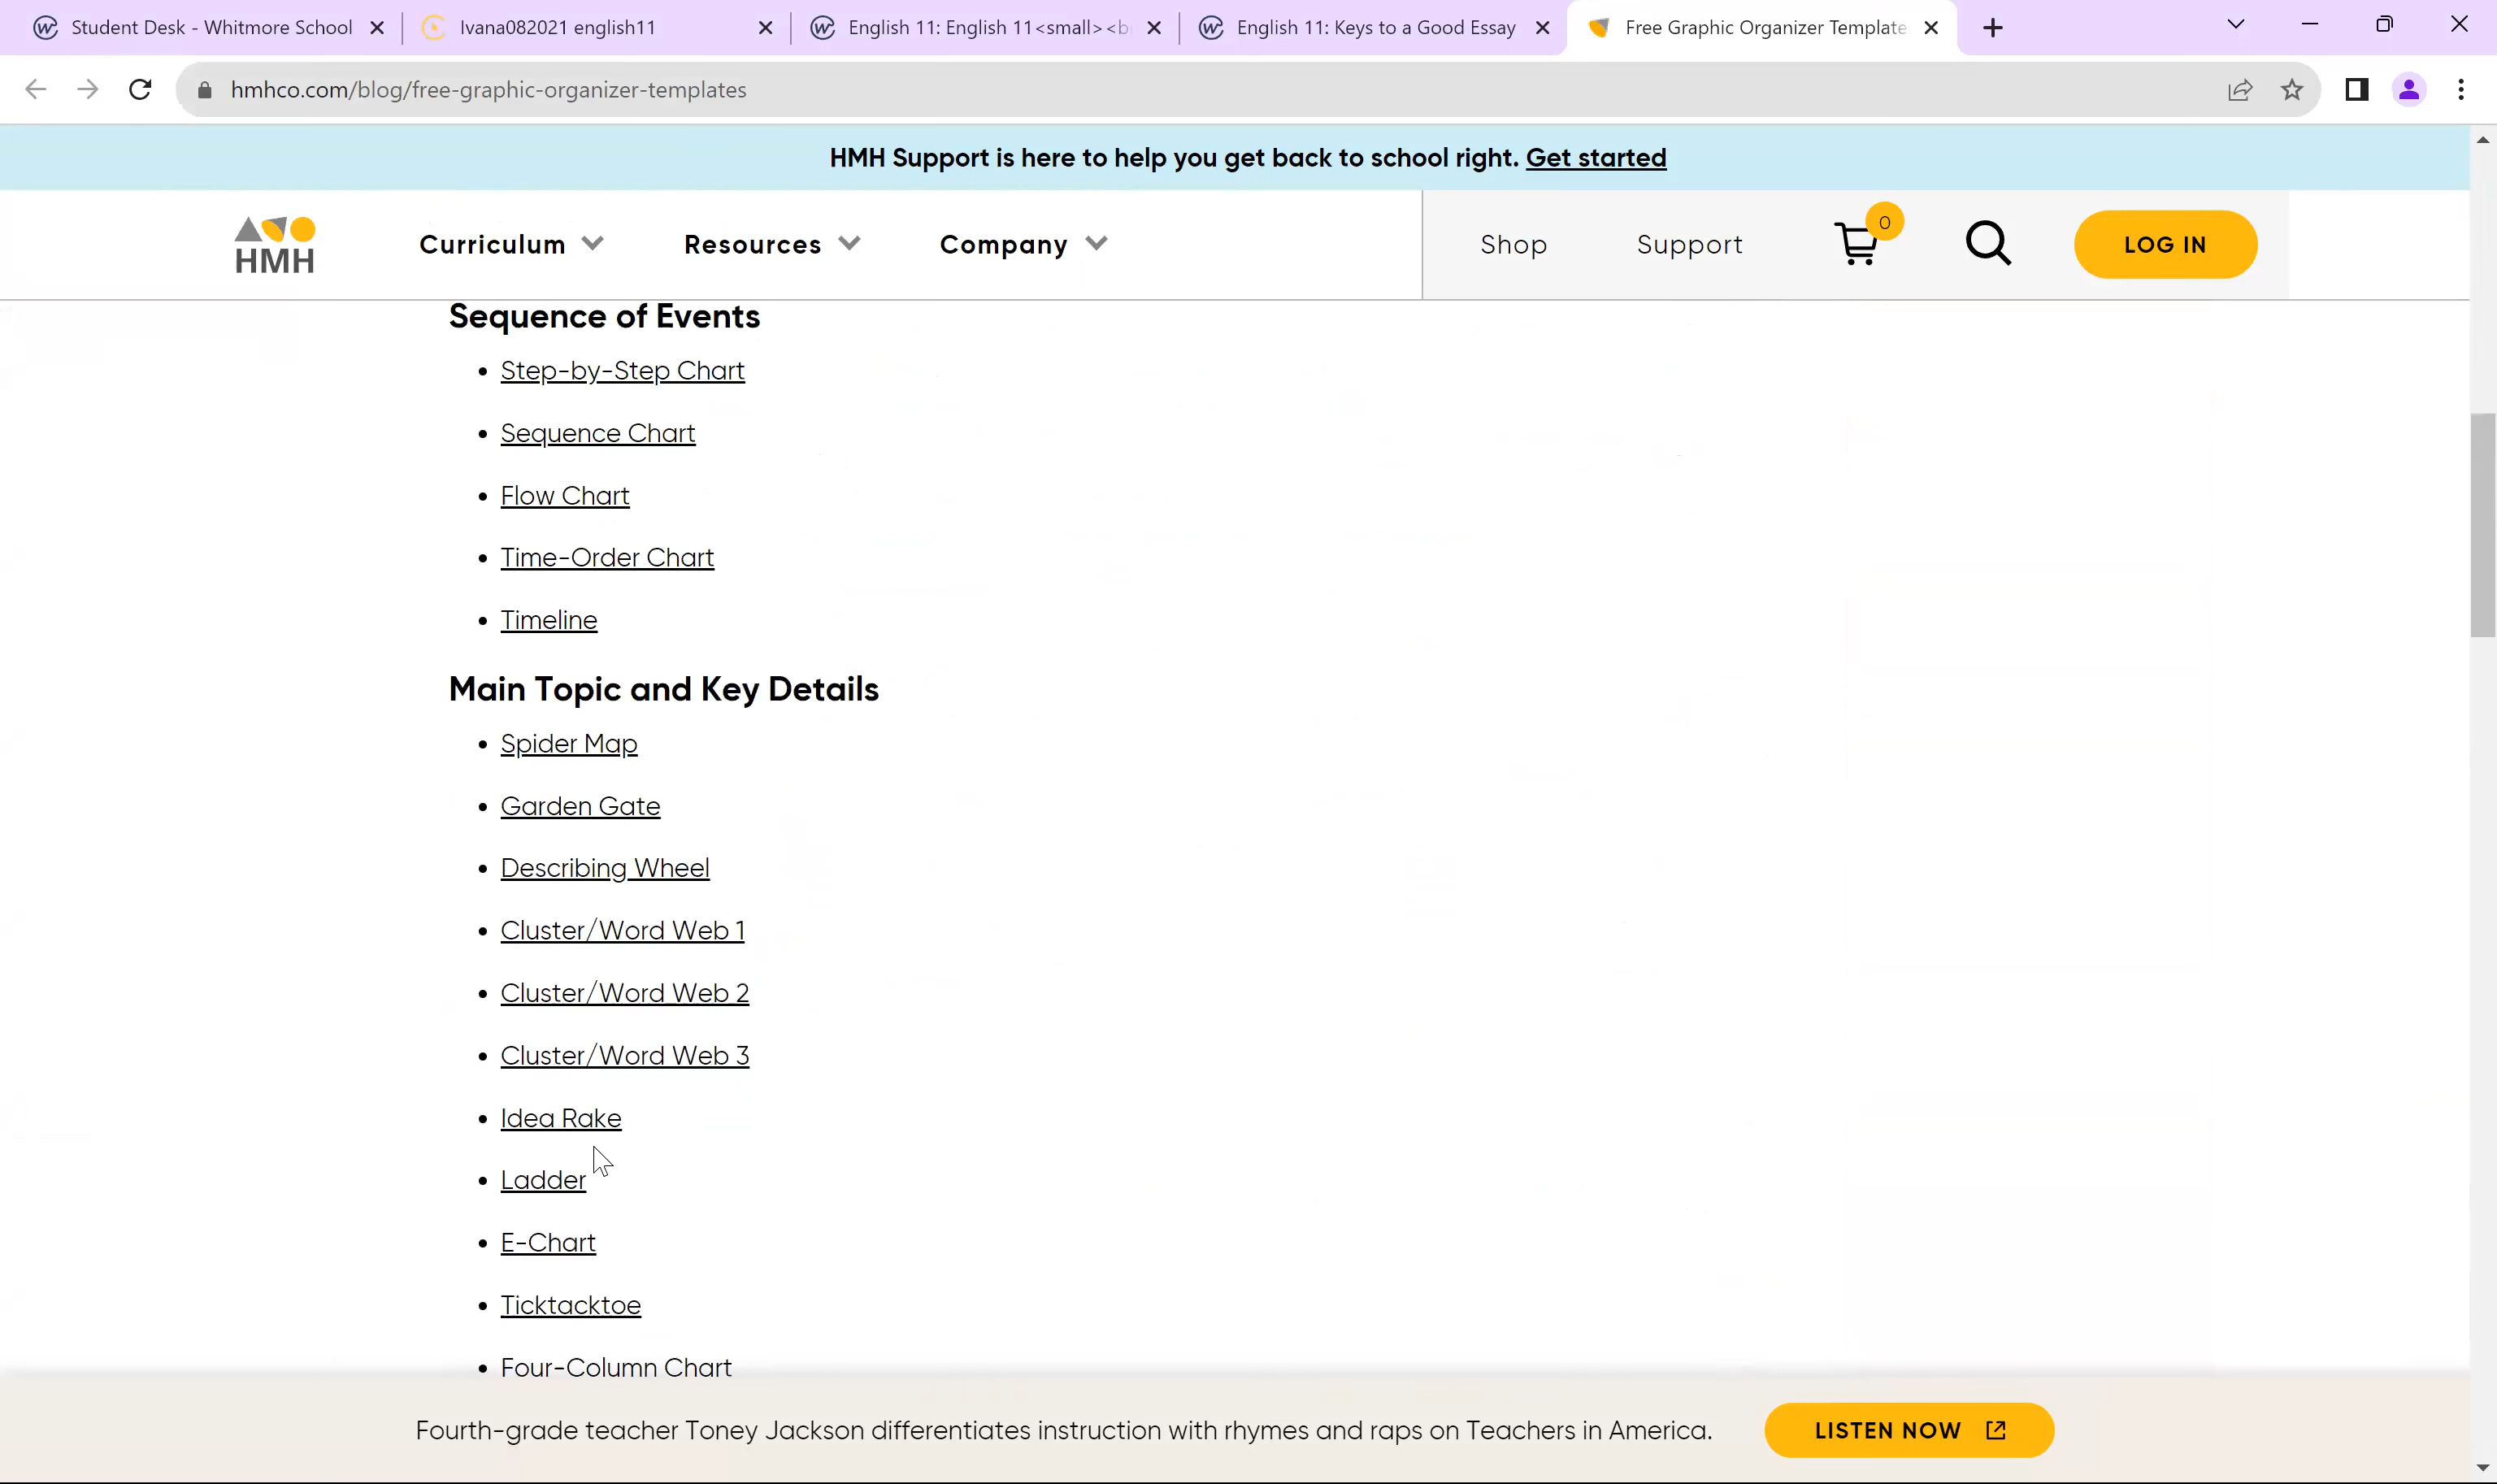 Student Desk - Whitmore School
Ivana082021 english11
English 11: English 11<small><b
English 11: Keys to a Good Essay
Free Graphic Organizer Template
hmhco.com/blog/free-graphic-organizer-templates
HMH Support is here to help you get back to school right. Get started
HMH
Curriculum
Resources
Company
Shop
Support
0
LOG IN
Sequence of Events
• Step-by-Step Chart
• Sequence Chart
• Flow Chart
• Time-Order Chart
• Timeline
Main Topic and Key Details
• Spider Map
• Garden Gate
• Describing Wheel
• Cluster/Word Web 1
• Cluster/Word Web 2
• Cluster/Word Web 3
• Idea Rake
• Ladder
• E-Chart
• Ticktacktoe
• Four-Column Chart
Fourth-grade teacher Toney Jackson differentiates instruction with rhymes and raps on Teachers in America.
LISTEN NOW